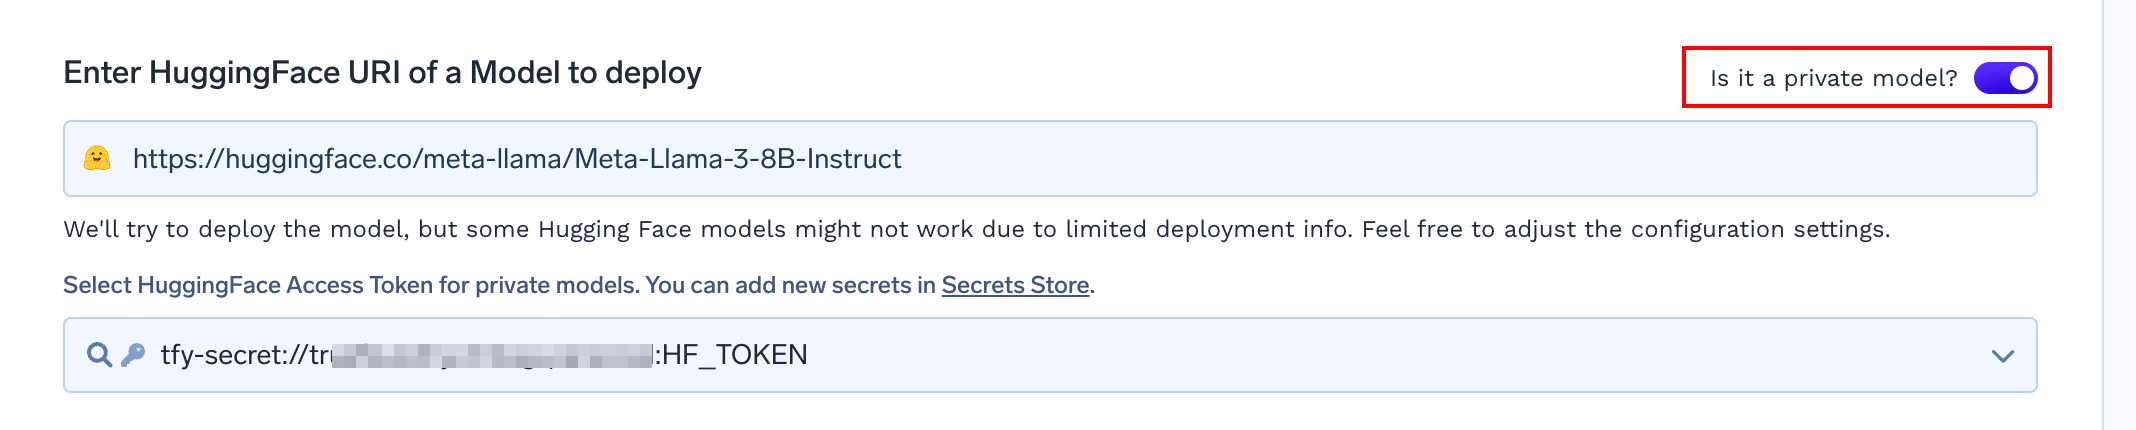 Enter HuggingFace URI of a Model to deploy
Is it a private model?
https://huggingface.co/meta-llama/Meta-Llama-3-8B-Instruct
We'll try to deploy the model, but some Hugging Face models might not work due to limited deployment info. Feel free to adjust the configuration settings.
Select HuggingFace Access Token for private models. You can add new secrets in Secrets Store.
tfy-secret://tr :HF_TOKEN